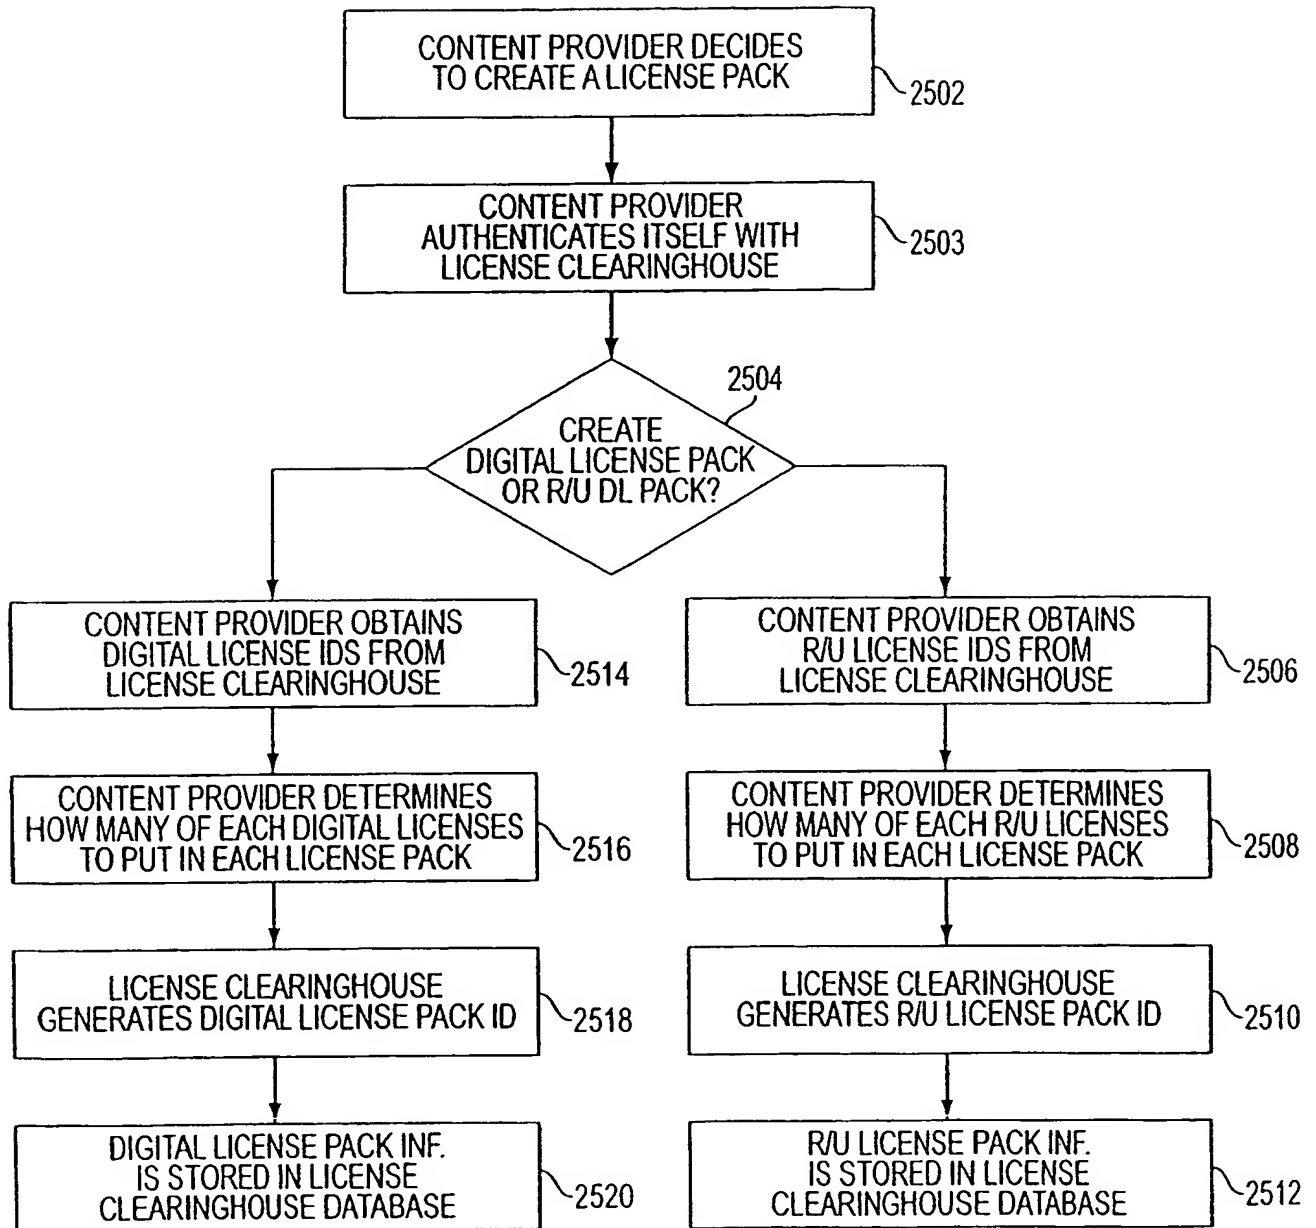 CONTENT PROVIDER DECIDES
TO CREATE A LICENSE PACK
2502
CONTENT PROVIDER
AUTHENTICATES ITSELF WITH
LICENSE CLEARINGHOUSE
2503
2504
CREATE
DIGITAL LICENSE PACK
OR R/U DL PACK?
CONTENT PROVIDER OBTAINS
DIGITAL LICENSE IDS FROM
LICENSE CLEARINGHOUSE
2514
CONTENT PROVIDER DETERMINES
HOW MANY OF EACH DIGITAL LICENSES
TO PUT IN EACH LICENSE PACK
2516
LICENSE CLEARINGHOUSE
GENERATES DIGITAL LICENSE PACK ID
2518
DIGITAL LICENSE PACK INF.
IS STORED IN LICENSE
CLEARINGHOUSE DATABASE
2520
CONTENT PROVIDER OBTAINS
R/U LICENSE IDS FROM
LICENSE CLEARINGHOUSE
2506
CONTENT PROVIDER DETERMINES
HOW MANY OF EACH R/U LICENSES
TO PUT IN EACH LICENSE PACK
2508
LICENSE CLEARINGHOUSE
GENERATES R/U LICENSE PACK ID
2510
R/U LICENSE PACK INF.
IS STORED IN LICENSE
CLEARINGHOUSE DATABASE
2512